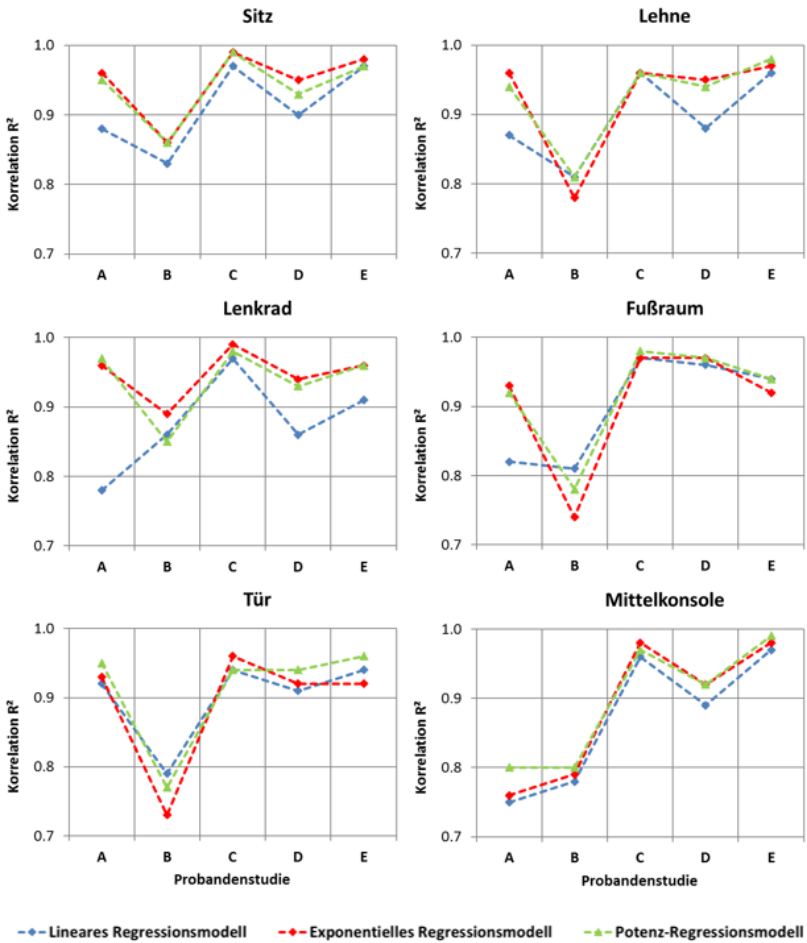 Sitz
Korrelation R²
1.0
0.9
0.8
0.7
A B C D E
Lehne
Korrelation R²
1.0
0.9
0.8
0.7
A B C D E
Lenkrad
Korrelation R²
1.0
0.9
0.8
0.7
A B C D E
Fußraum
Korrelation R²
1.0
0.9
0.8
0.7
A B C D E
Tür
Korrelation R²
1.0
0.9
0.8
0.7
A B C D E
Probandenstudie
Mittelkonsole
Korrelation R²
1.0
0.9
0.8
0.7
A B C D E
Probandenstudie
Lineares Regressionsmodell Exponentielles Regressionsmodell Potenz-Regressionsmodell